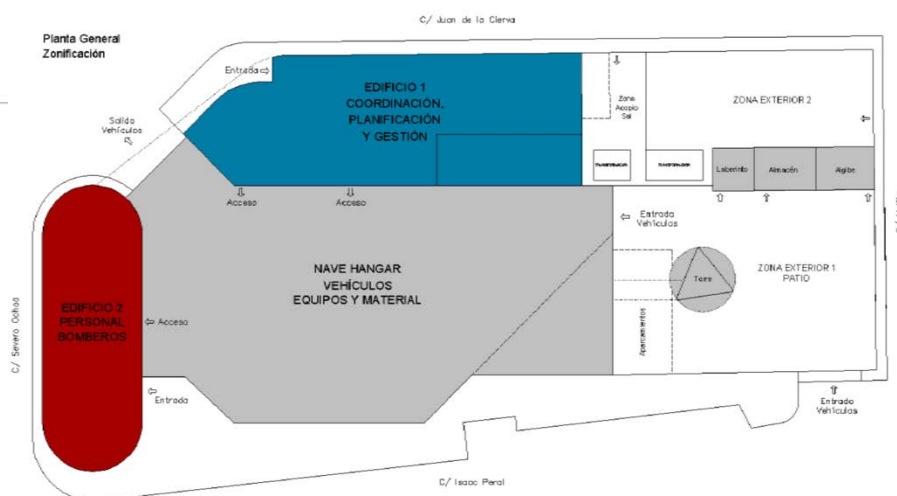 C/ Juan de la Cierva
Planta General
Zonificación
Entrada
EDIFICIO 1
COORDINACIÓN,
PLANIFICACIÓN
Y GESTIÓN
Zona
Acopio
Sal
ZONA EXTERIOR 2
Salida
Vehículos
TRANSFORMADOR
Laberinto
Almacén
Algibe
Acceso
Acceso
Entrada
Vehículos
NAVE HANGAR
VEHÍCULOS
EQUIPOS Y MATERIAL
Torre
ZONA EXTERIOR 1
PATIO
EDIFICIO 2
PERSONAL
BOMBEROS
Acceso
Aparcamientos
C/ Severo Ochoa
Entrada
Entrada
Vehículos
C/ Isaac Peral